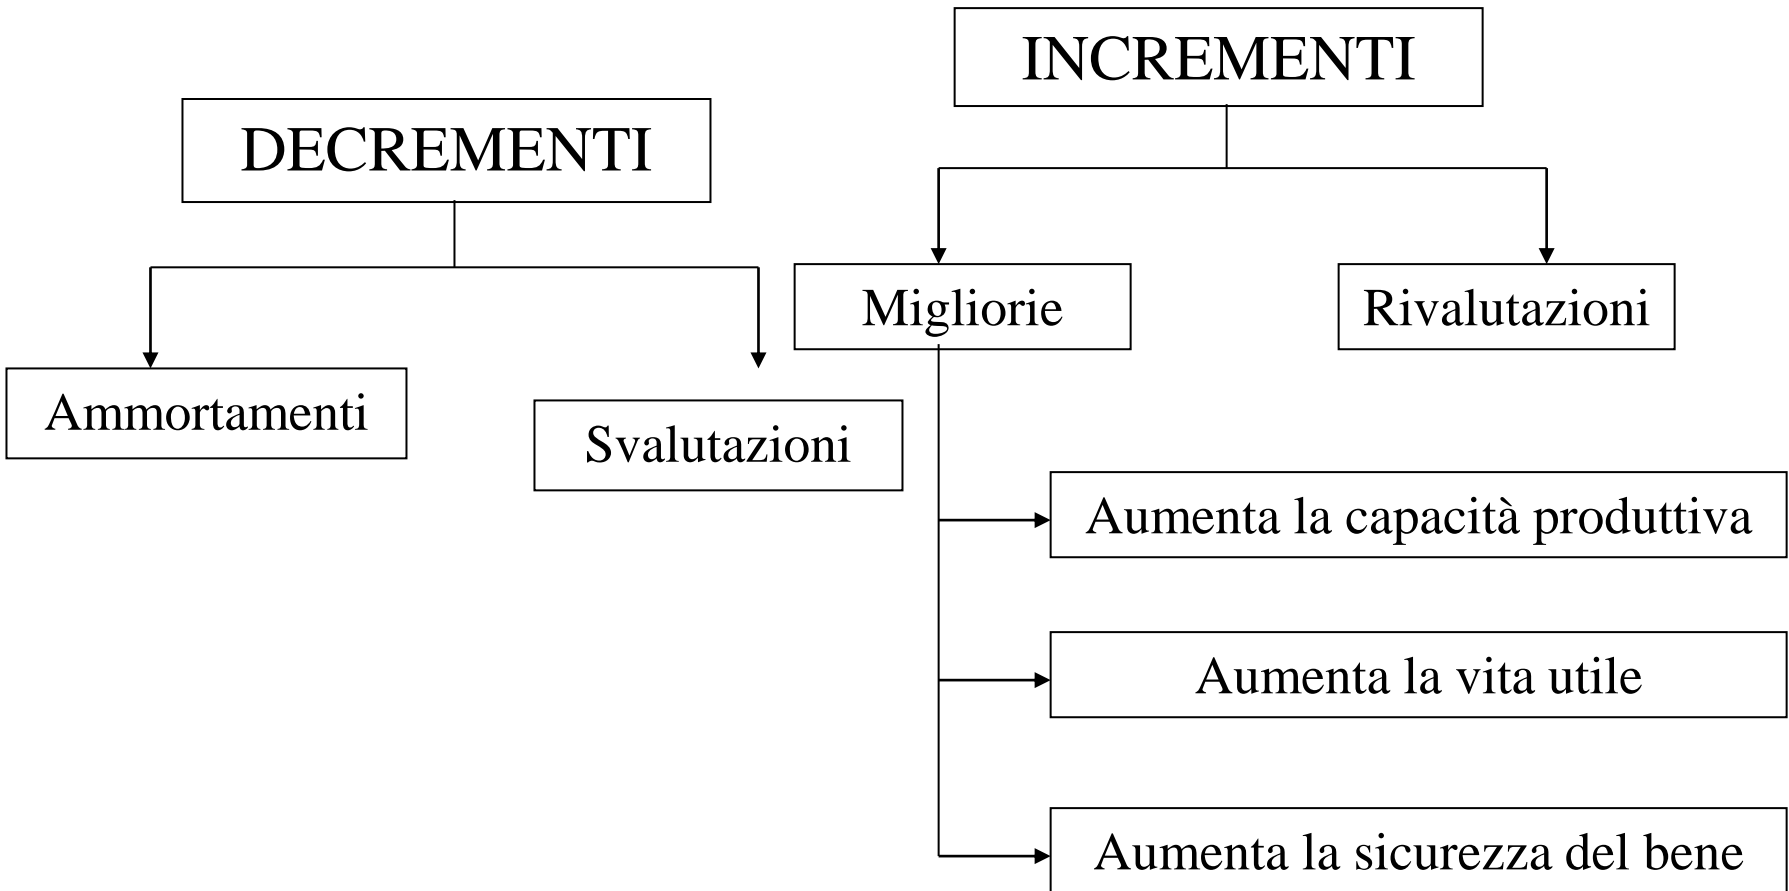 INCREMENTI
DECREMENTI
Migliorie
Rivalutazioni
Ammortamenti
Svalutazioni
Aumenta la capacità produttiva
Aumenta la vita utile
Aumenta la sicurezza del bene